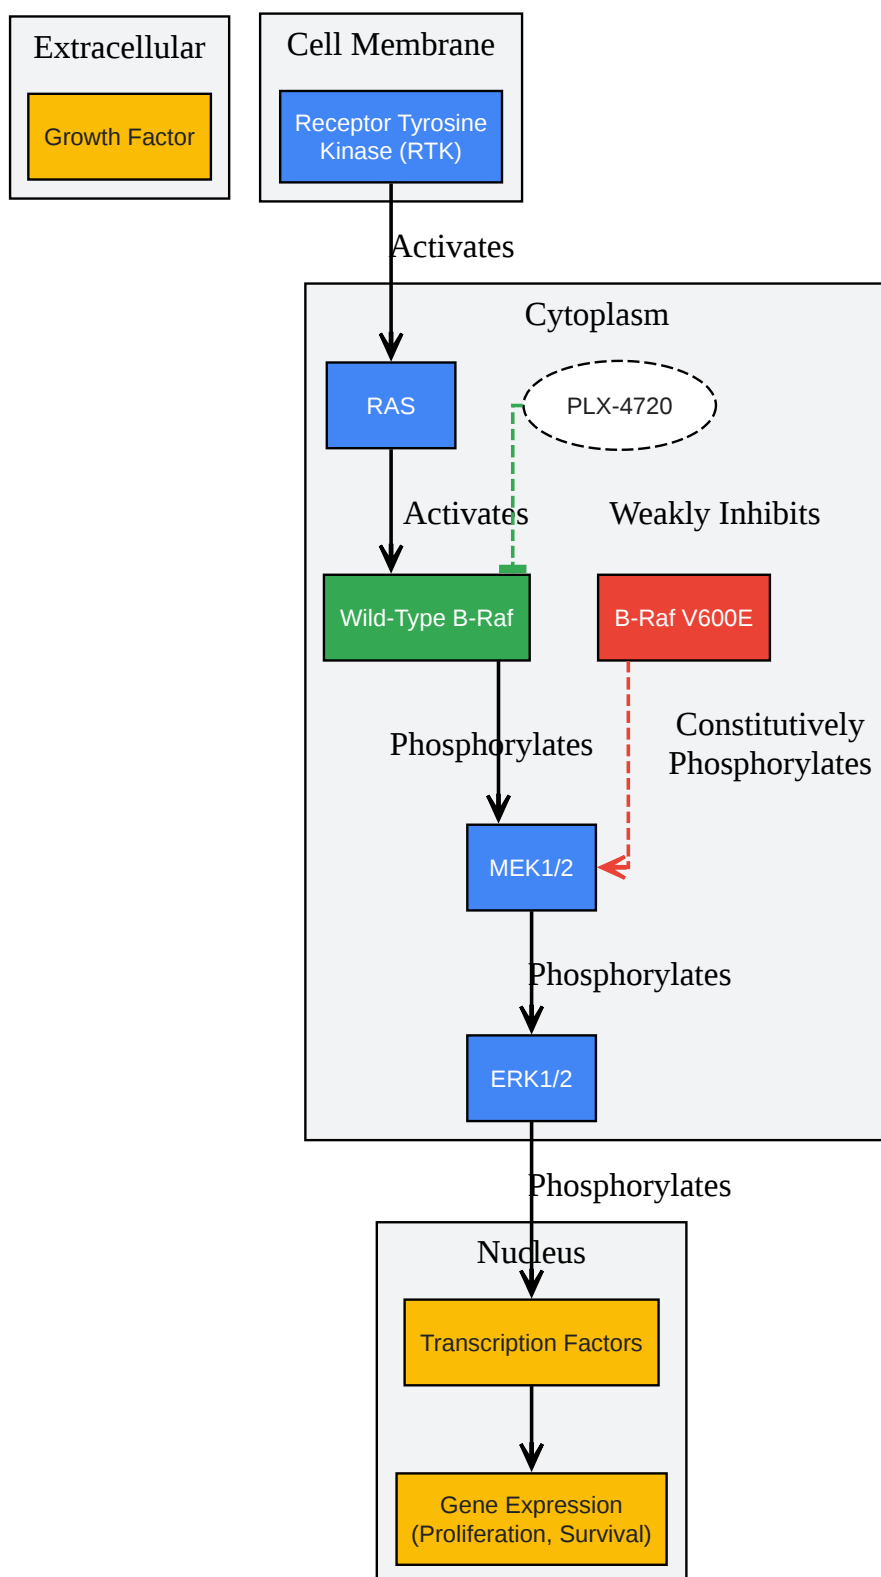 Extracellular
Growth Factor
Cell Membrane
Receptor Tyrosine
Kinase (RTK)
Activates
Cytoplasm
RAS
PLX-4720
Activates
Weakly Inhibits
Wild-Type B-Raf
B-Raf V600E
Phosphorylates
Constitutively
Phosphorylates
MEK1/2
Phosphorylates
ERK1/2
Phosphorylates
Nucleus
Transcription Factors
Gene Expression
(Proliferation, Survival)